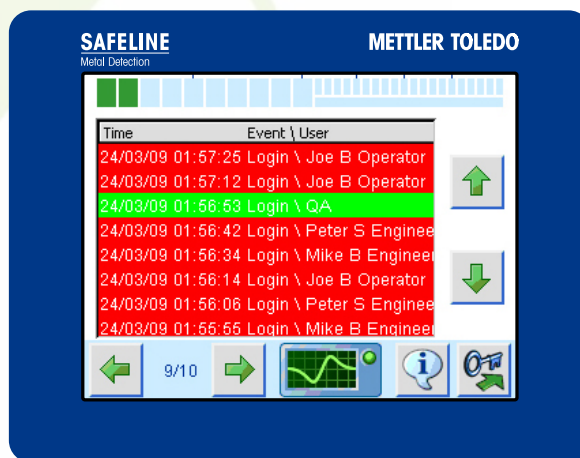 SAFELINE METTLER TOLEDO
Metal Detection
Time Event \ User
24/03/09 01:57:25 Login \ Joe B Operator
24/03/09 01:57:12 Login \ Joe B Operator
24/03/09 01:56:53 Login \ QA
24/03/09 01:56:42 Login \ Peter S Enginee
24/03/09 01:56:34 Login \ Mike B Engineer
24/03/09 01:56:14 Login \ Joe B Operator
24/03/09 01:56:06 Login \ Peter S Enginee
24/03/09 01:55:55 Login \ Mike B Engineer
9/10